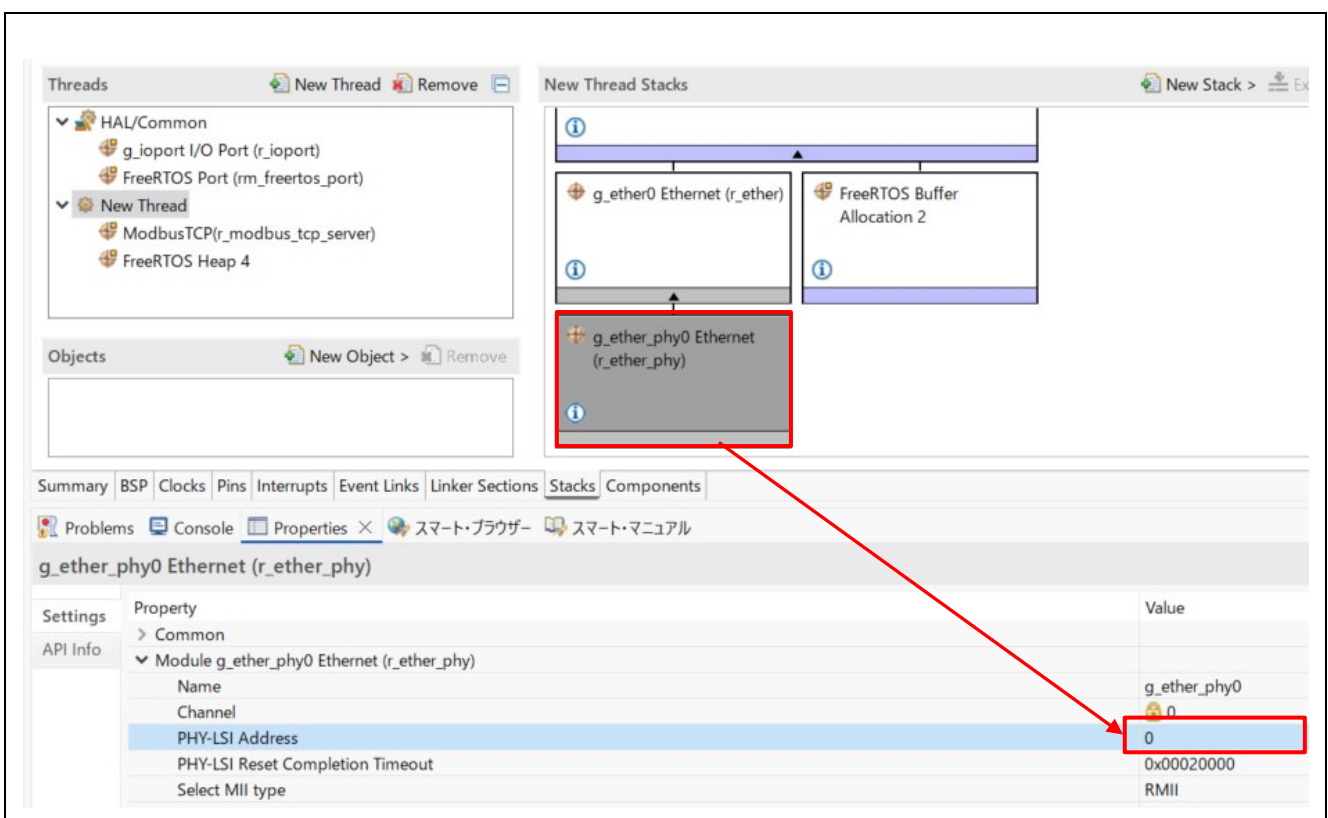 Threads
New Thread
Remove
HAL/Common
g_ioport I/O Port (r_ioport)
FreeRTOS Port (rm_freertos_port)
New Thread
ModbusTCP(r_modbus_tcp_server)
FreeRTOS Heap 4
Objects
New Object >
Remove
New Thread Stacks
New Stack >
Ex
g_ether0 Ethernet (r_ether)
FreeRTOS Buffer
Allocation 2
g_ether_phy0 Ethernet
(r_ether_phy)
Summary BSP Clocks Pins Interrupts Event Links Linker Sections Stacks Components
Problems Console Properties スマート・ブラウザー スマート・マニュアル
g_ether_phy0 Ethernet (r_ether_phy)
Settings
API Info
Property Value
Common
Module g_ether_phy0 Ethernet (r_ether_phy)
Name g_ether_phy0
Channel 0
PHY-LSI Address 0
PHY-LSI Reset Completion Timeout 0x00020000
Select MII type RMII